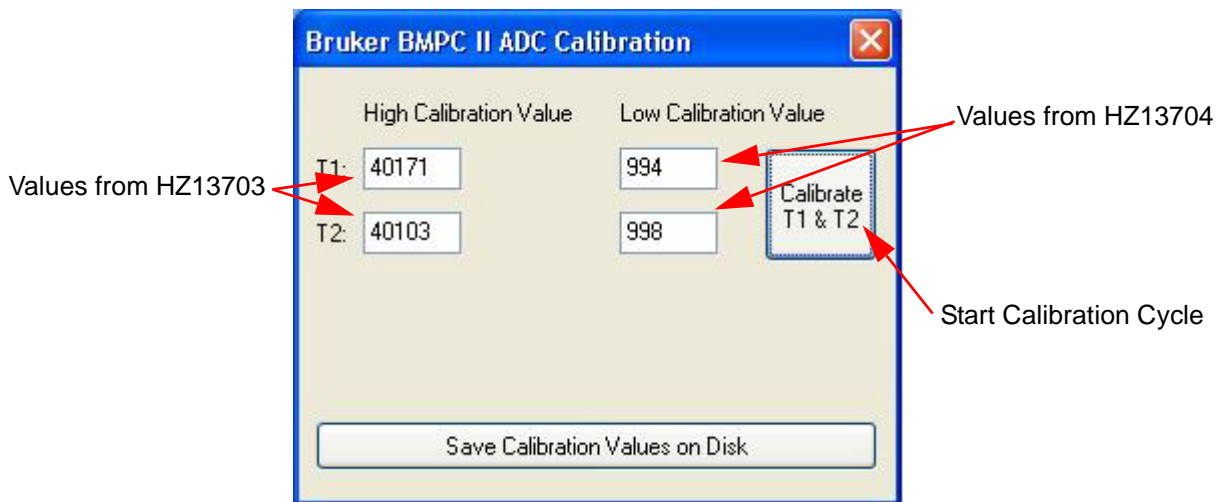 Bruker BMPC II ADC Calibration
High Calibration Value
Low Calibration Value
Values from HZ13704
Values from HZ13703
T1:
40171
994
Calibrate
T1 & T2
T2:
40103
998
Start Calibration Cycle
Save Calibration Values on Disk